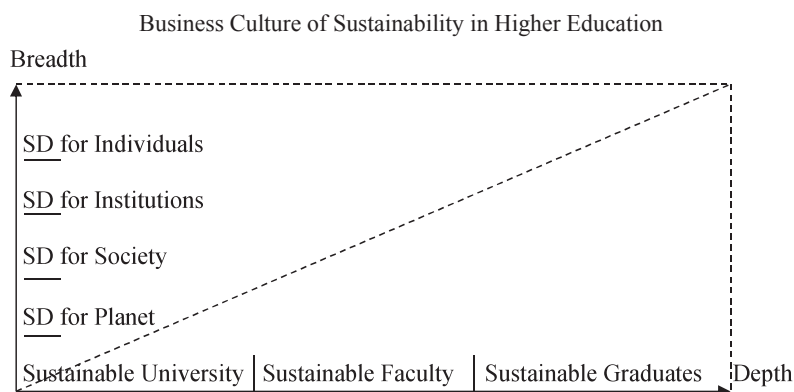 Business Culture of Sustainability in Higher Education
Breadth
SD for Individuals
SD for Institutions
SD for Society
SD for Planet
Sustainable University Sustainable Faculty Sustainable Graduates Depth